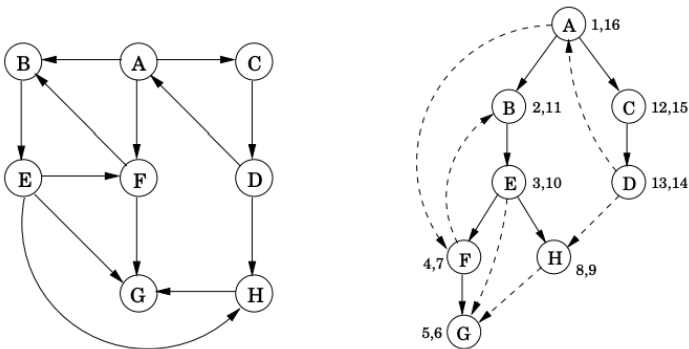 B A C
E F D
G H
A 1,16
B 2,11
C 12,15
E 3,10
D 13,14
4,7 F
H 8,9
5,6 G